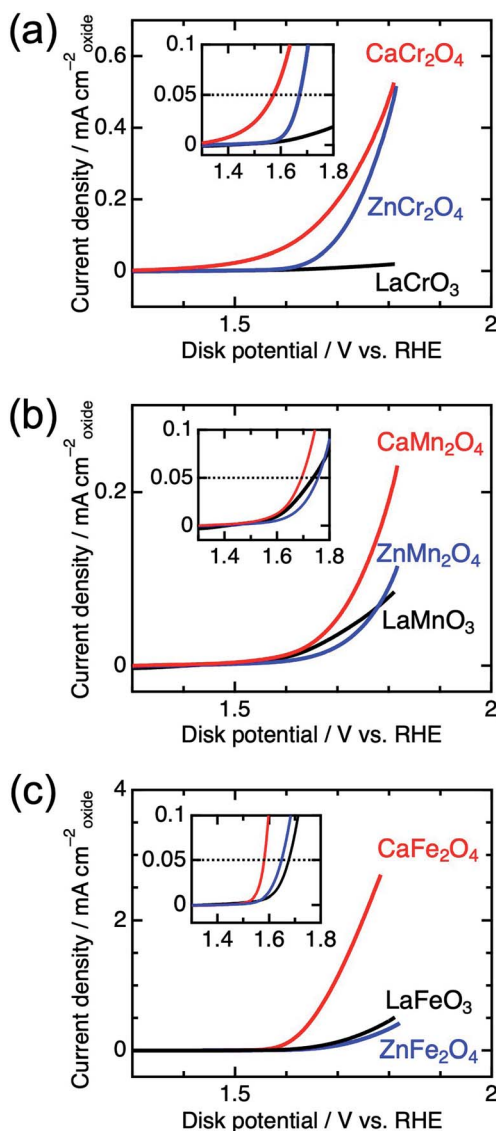 (a)
Current density / mA cm⁻²oxide
0.6
0.4
0.2
0
0.1
0.05
0
1.4
1.6
1.8
CaCr₂O₄
ZnCr₂O₄
LaCrO₃
1.5
2
Disk potential / V vs. RHE
(b)
Current density / mA cm⁻²oxide
0.2
0
0.1
0.05
0
1.4
1.6
1.8
CaMn₂O₄
ZnMn₂O₄
LaMnO₃
1.5
2
Disk potential / V vs. RHE
(c)
Current density / mA cm⁻²oxide
4
2
0
0.1
0.05
0
1.4
1.6
1.8
CaFe₂O₄
LaFeO₃
ZnFe₂O₄
1.5
2
Disk potential / V vs. RHE